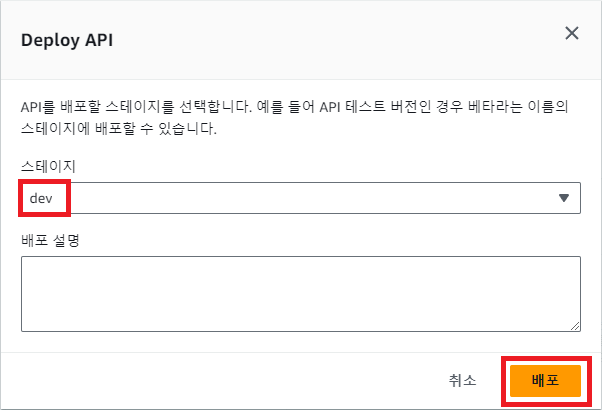 Deploy API
API를 배포할 스테이지를 선택합니다. 예를 들어 API 테스트 버전인 경우 베타라는 이름의
스테이지에 배포할 수 있습니다.
스테이지
dev
배포 설명
취소
배포